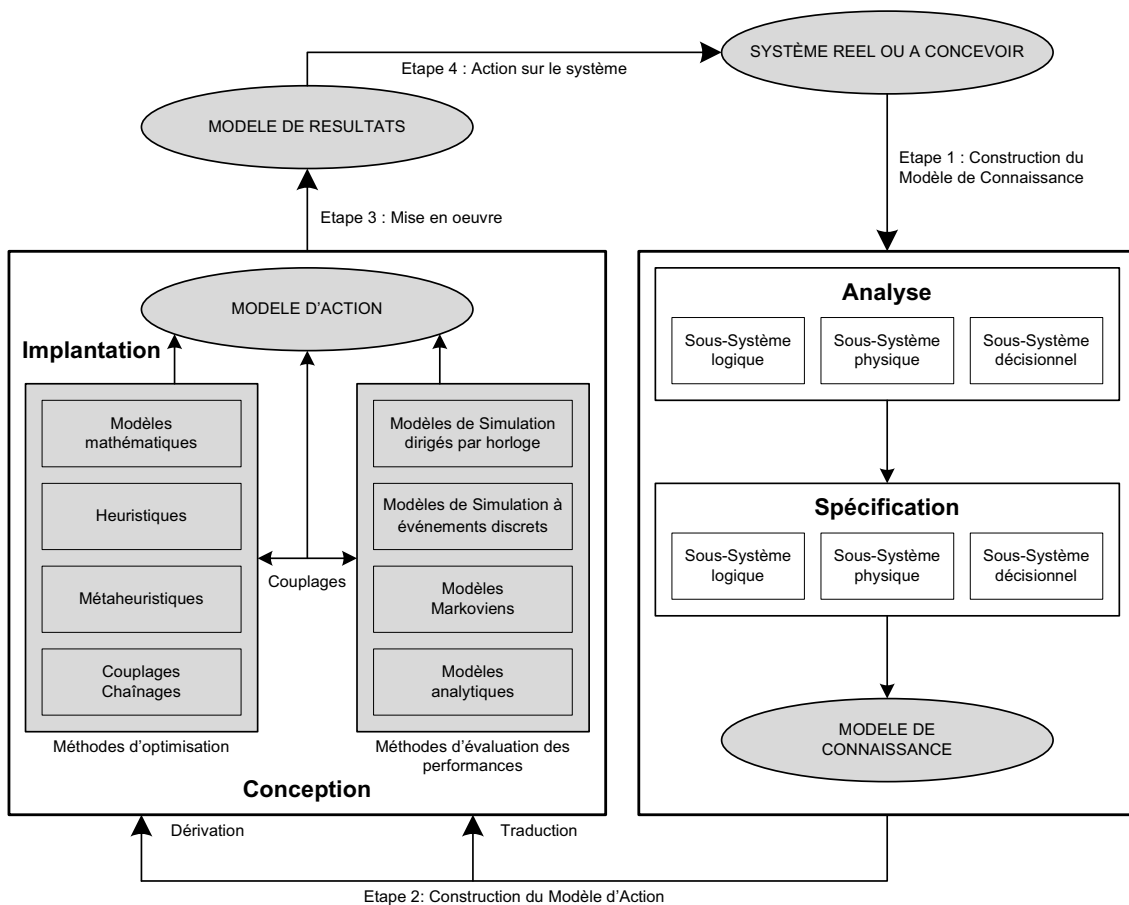 SYSTÈME REEL OU A CONCEVOIR
Etape 4 : Action sur le système
MODELE DE RESULTATS
Etape 1 : Construction du
Modèle de Connaissance
Etape 3 : Mise en oeuvre
MODELE D'ACTION
Implantation
Modèles
mathématiques
Heuristiques
Métaheuristiques
Couplages
Chaînages
Méthodes d'optimisation
Couplages
Modèles de Simulation
dirigés par horloge
Modèles de Simulation à
événements discrets
Modèles
Markoviens
Modèles
analytiques
Méthodes d'évaluation des
performances
Conception
Analyse
Sous-Système
logique
Sous-Système
physique
Sous-Système
décisionnel
Spécification
Sous-Système
logique
Sous-Système
physique
Sous-Système
décisionnel
MODELE DE
CONNAISSANCE
Dérivation
Traduction
Etape 2: Construction du Modèle d'Action